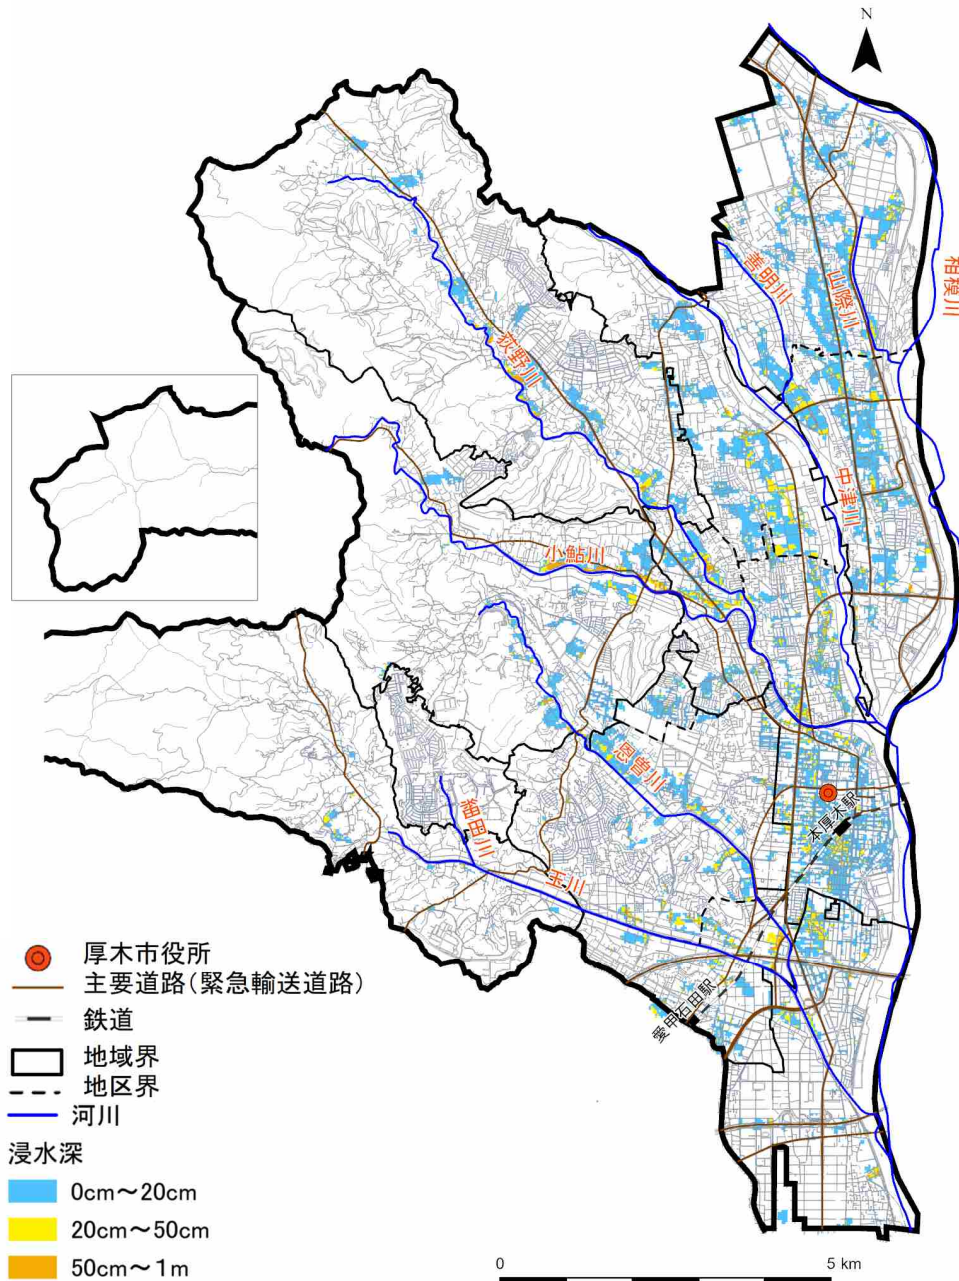 N
相模川
善明川
山際川
荻野川
中津川
小鮎川
恩曽川
本厚木駅
細田川
玉川
愛甲石田駅
厚木市役所
主要道路(緊急輸送道路)
鉄道
地域界
地区界
河川
浸水深
0cm～20cm
20cm～50cm
50cm～1m
0
5 km